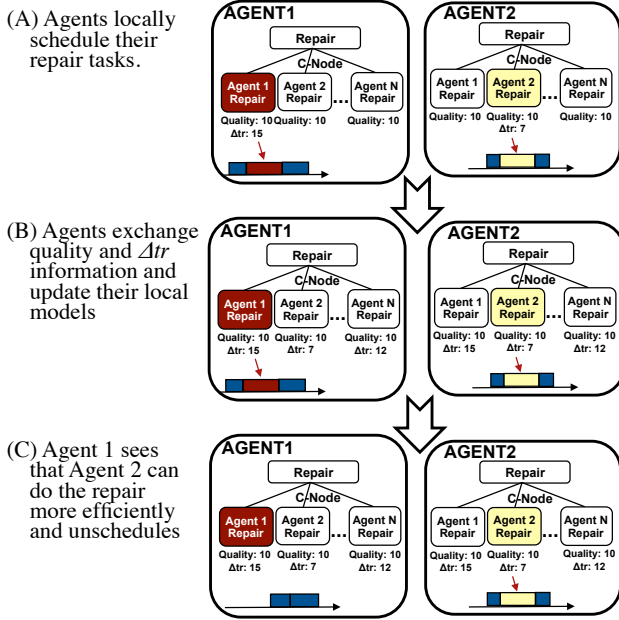 (A) Agents locally
schedule their
repair tasks.
AGENT1
Repair
C-Node
Agent 1
Repair
Agent 2
Repair
...
Agent N
Repair
Quality: 10
Δtr: 15
Quality: 10
Quality: 10
AGENT2
Repair
C-Node
Agent 1
Repair
Agent 2
Repair
...
Agent N
Repair
Quality: 10
Quality: 10
Δtr: 7
Quality: 10
(B) Agents exchange
quality and Δtr
information and
update their local
models
AGENT1
Repair
C-Node
Agent 1
Repair
Agent 2
Repair
...
Agent N
Repair
Quality: 10
Δtr: 15
Quality: 10
Δtr: 7
Quality: 10
Δtr: 12
AGENT2
Repair
C-Node
Agent 1
Repair
Agent 2
Repair
...
Agent N
Repair
Quality: 10
Δtr: 15
Quality: 10
Δtr: 7
Quality: 10
Δtr: 12
(C) Agent 1 sees
that Agent 2 can
do the repair
more efficiently
and unschedules
AGENT1
Repair
C-Node
Agent 1
Repair
Agent 2
Repair
...
Agent N
Repair
Quality: 10
Δtr: 15
Quality: 10
Δtr: 7
Quality: 10
Δtr: 12
AGENT2
Repair
C-Node
Agent 1
Repair
Agent 2
Repair
...
Agent N
Repair
Quality: 10
Δtr: 15
Quality: 10
Δtr: 7
Quality: 10
Δtr: 12